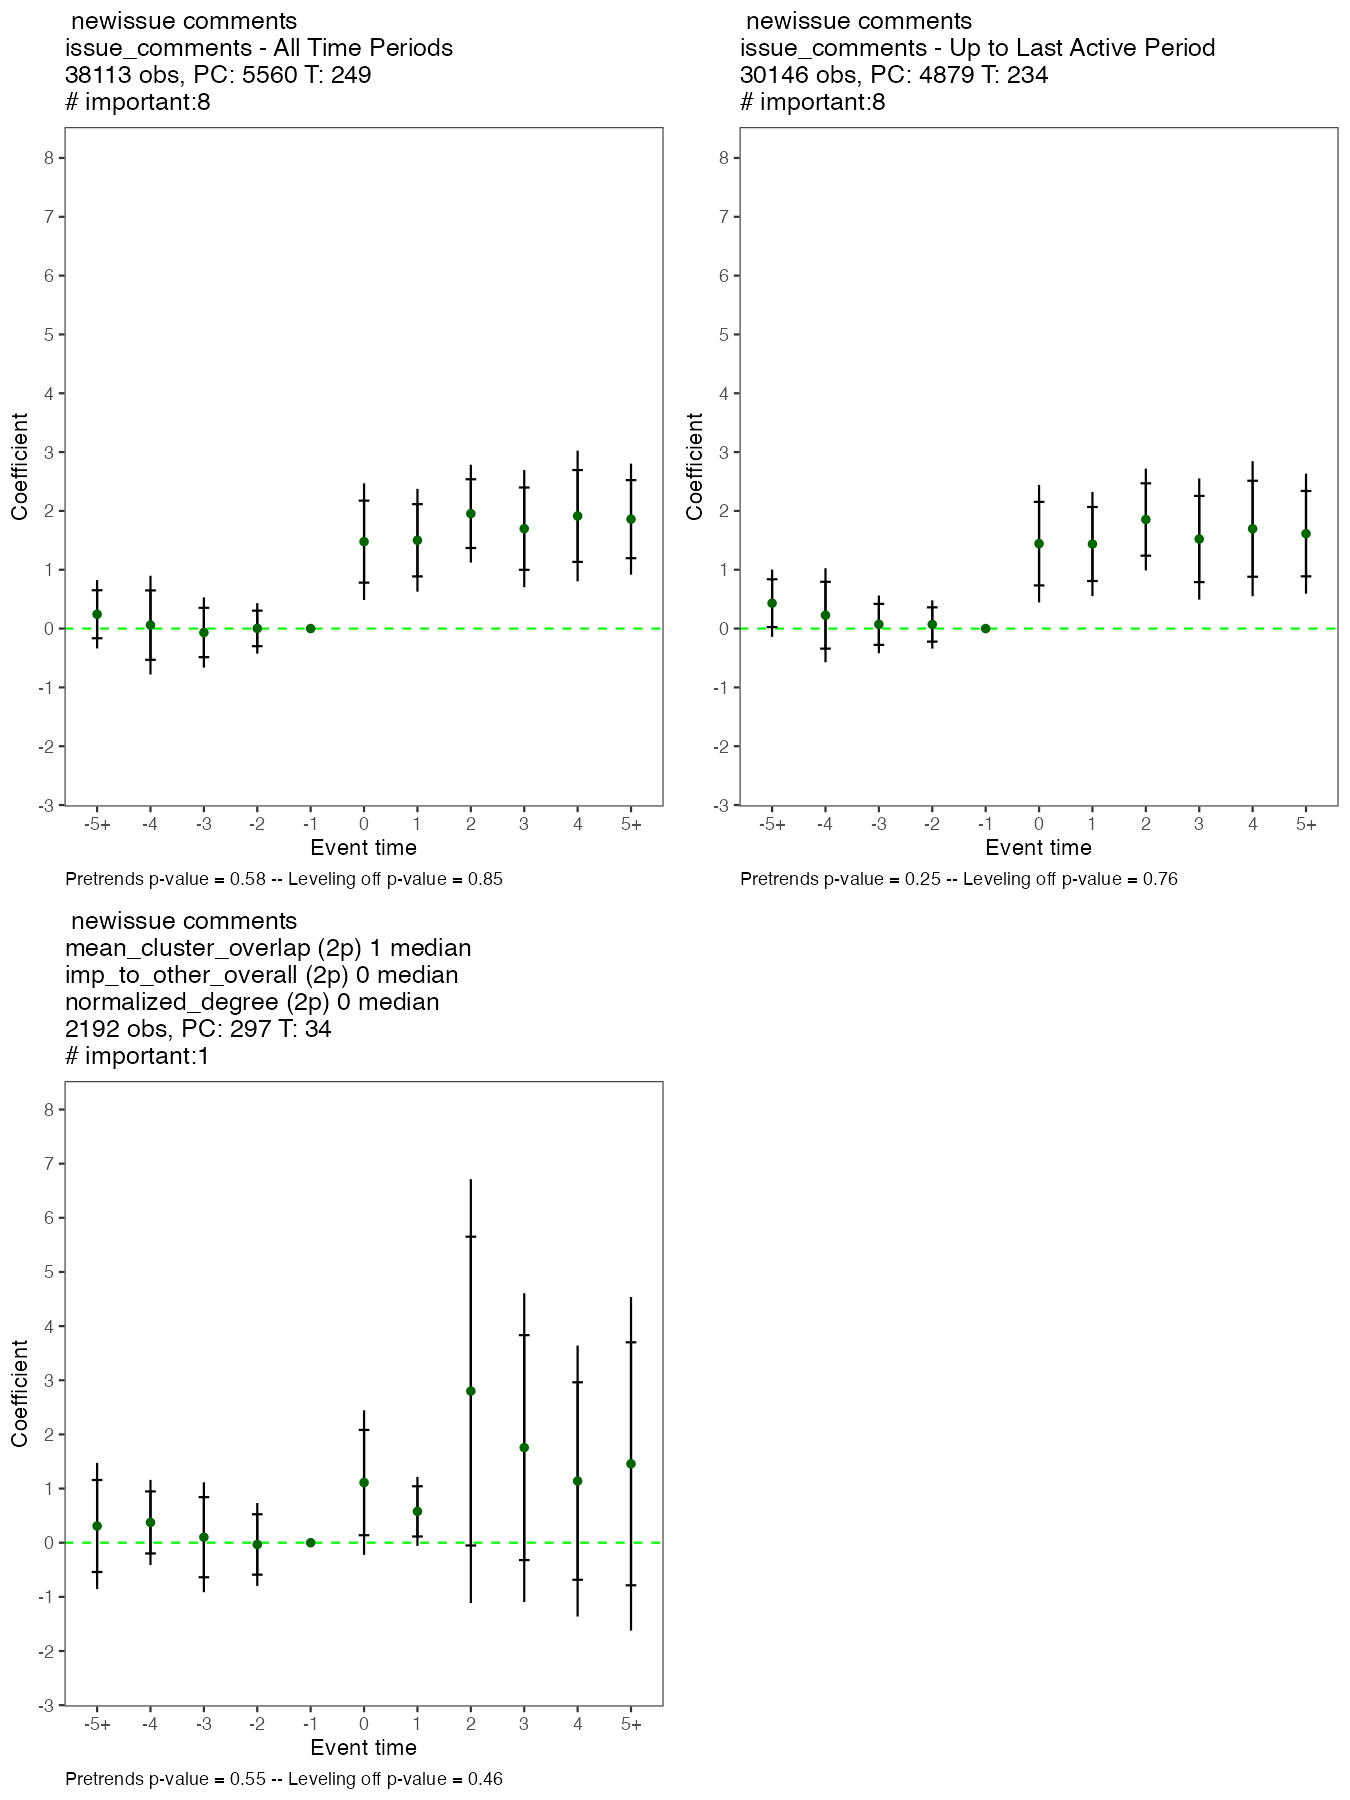 newissue comments
issue_comments - All Time Periods
38113 obs, PC: 5560 T: 249
# important:8
8
7
6
5
4
3
2
1
0
-1
-2
-3
Coefficient
-5+ -4 -3 -2 -1 0 1 2 3 4 5+
Event time
Pretrends p-value = 0.58 -- Leveling off p-value = 0.85
newissue comments
issue_comments - Up to Last Active Period
30146 obs, PC: 4879 T: 234
# important:8
8
7
6
5
4
3
2
1
0
-1
-2
-3
Coefficient
-5+ -4 -3 -2 -1 0 1 2 3 4 5+
Event time
Pretrends p-value = 0.25 -- Leveling off p-value = 0.76
newissue comments
mean_cluster_overlap (2p) 1 median
imp_to_other_overall (2p) 0 median
normalized_degree (2p) 0 median
2192 obs, PC: 297 T: 34
# important:1
8
7
6
5
4
3
2
1
0
-1
-2
-3
Coefficient
-5+ -4 -3 -2 -1 0 1 2 3 4 5+
Event time
Pretrends p-value = 0.55 -- Leveling off p-value = 0.46